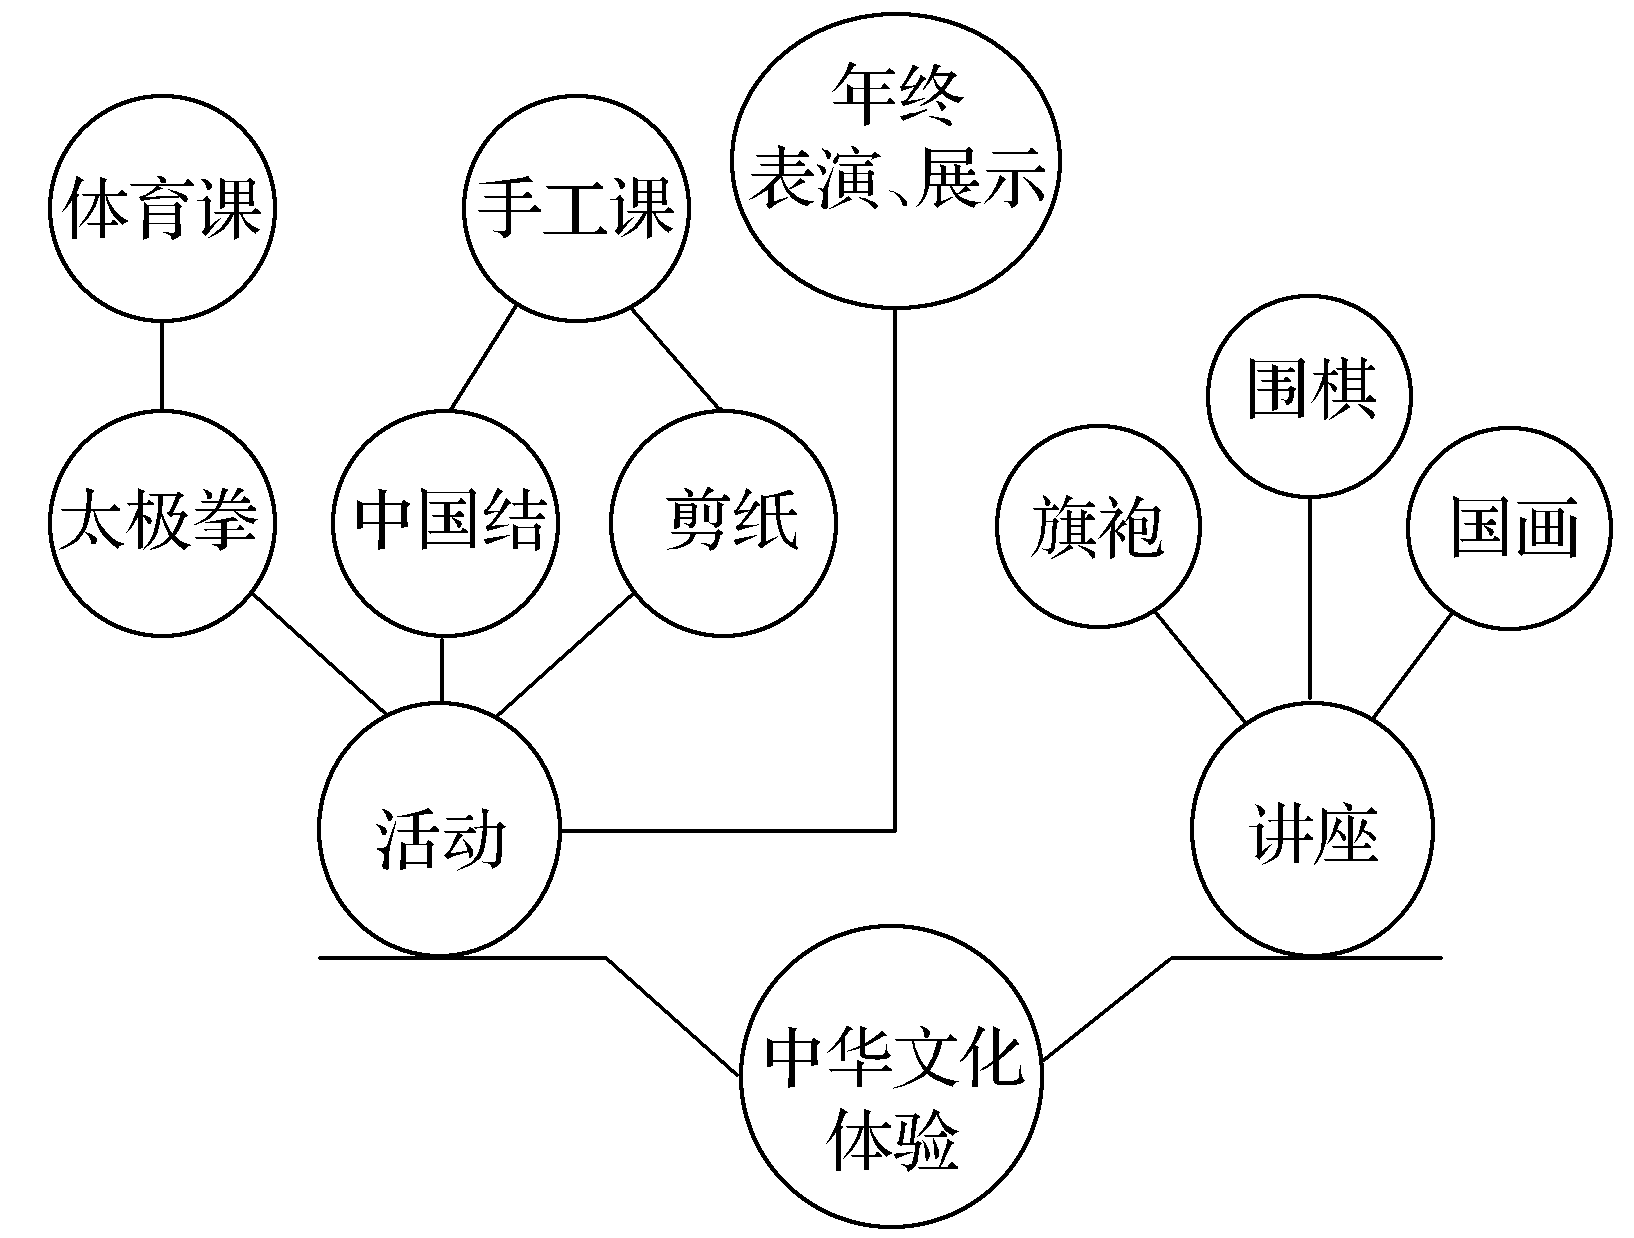 年终
表演、展示
体育课
手工课
围棋
太极拳
中国结
剪纸
旗袍
国画
活动
讲座
中华文化
体验